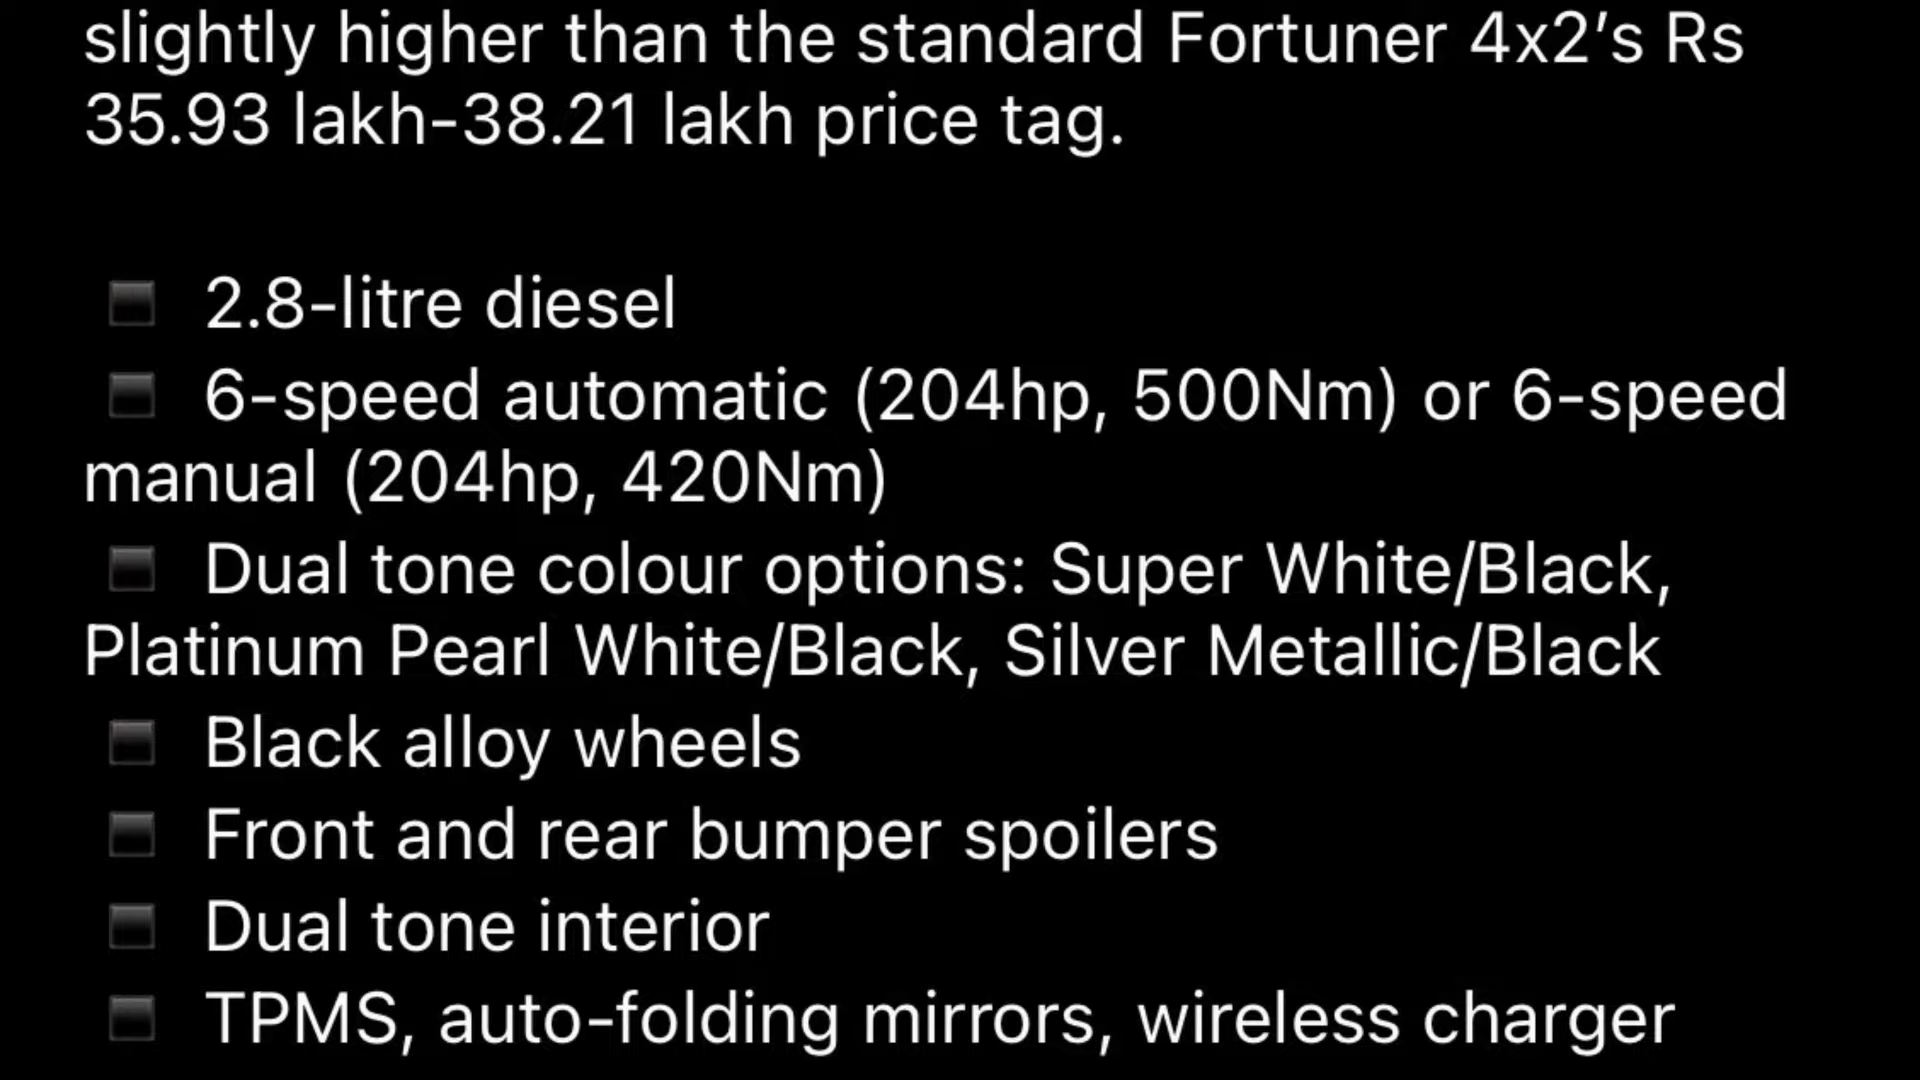 slightly higher than the standard Fortuner 4x2’s Rs
35.93 lakh-38.21 lakh price tag.
◾ 2.8-litre diesel
◾ 6-speed automatic (204hp, 500Nm) or 6-speed
manual (204hp, 420Nm)
◾ Dual tone colour options: Super White/Black,
Platinum Pearl White/Black, Silver Metallic/Black
◾ Black alloy wheels
◾ Front and rear bumper spoilers
◾ Dual tone interior
◾ TPMS, auto-folding mirrors, wireless charger